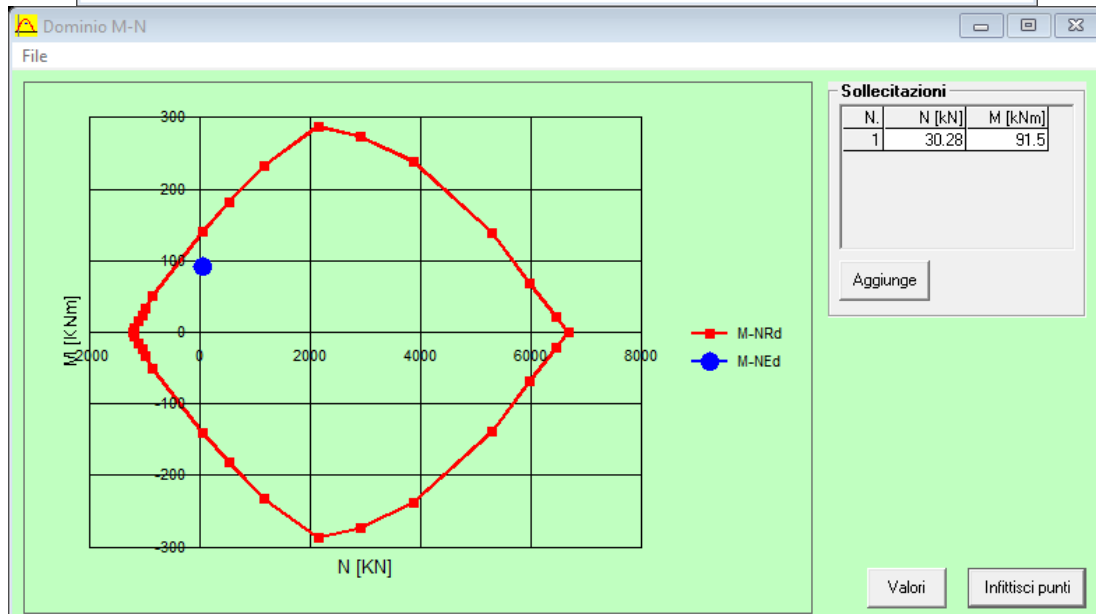 Dominio M-N
File
Sollecitazioni
N. N [kN] M [kNm]
1 30.28 91.5
Aggiunge
300
200
100
0
-100
-200
-300
M [KNm]
-2000 0 2000 4000 6000 8000
N [KN]
M-NRd
M-NEd
Valori Infittisci punti